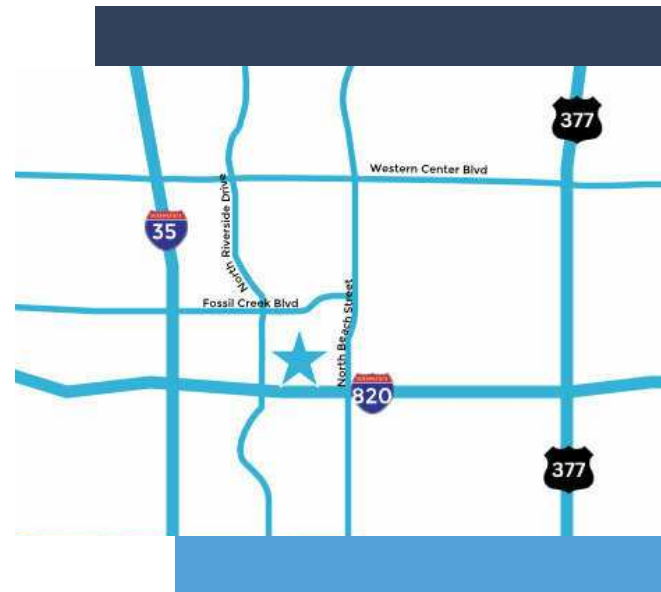 377
Western Center Blvd
35
North Riverside Drive
Fossil Creek Blvd
North Beach Street
820
377